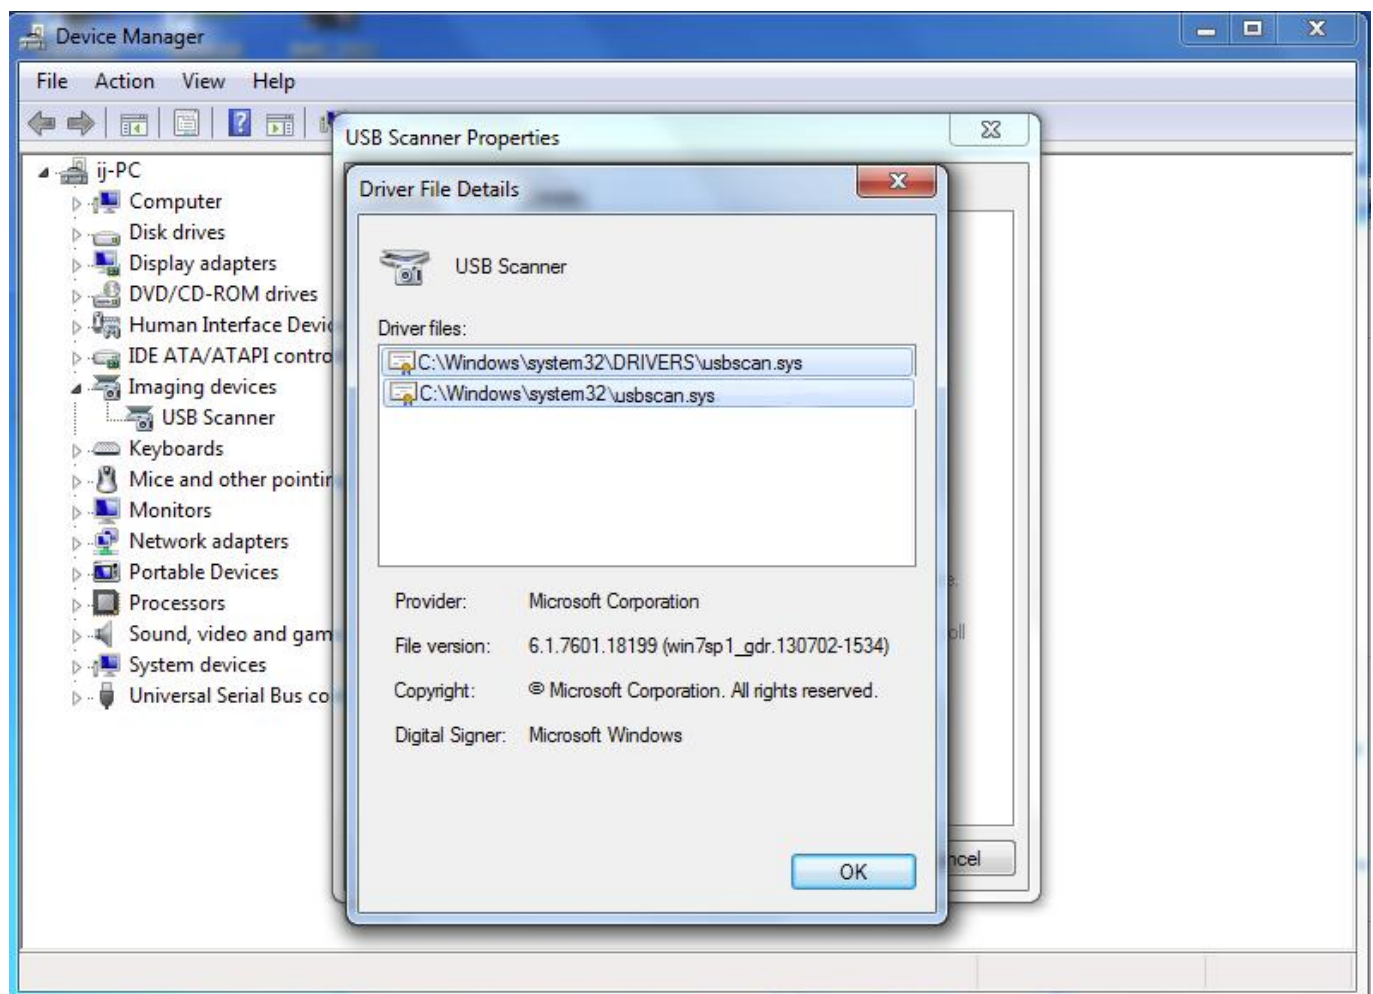 Device Manager
File Action View Help
USB Scanner Properties
ij-PC
Computer
Disk drives
Display adapters
DVD/CD-ROM drives
Human Interface Devic
IDE ATA/ATAPI contro
Imaging devices
USB Scanner
Keyboards
Mice and other pointin
Monitors
Network adapters
Portable Devices
Processors
Sound, video and gam
System devices
Universal Serial Bus co
Driver File Details
USB Scanner
Driver files:
C:\Windows\system32\DRIVERS\usbscan.sys
C:\Windows\system32\usbscan.sys
Provider: Microsoft Corporation
File version: 6.1.7601.18199 (win7sp1_gdr.130702-1534)
Copyright: © Microsoft Corporation. All rights reserved.
Digital Signer: Microsoft Windows
OK
ncel